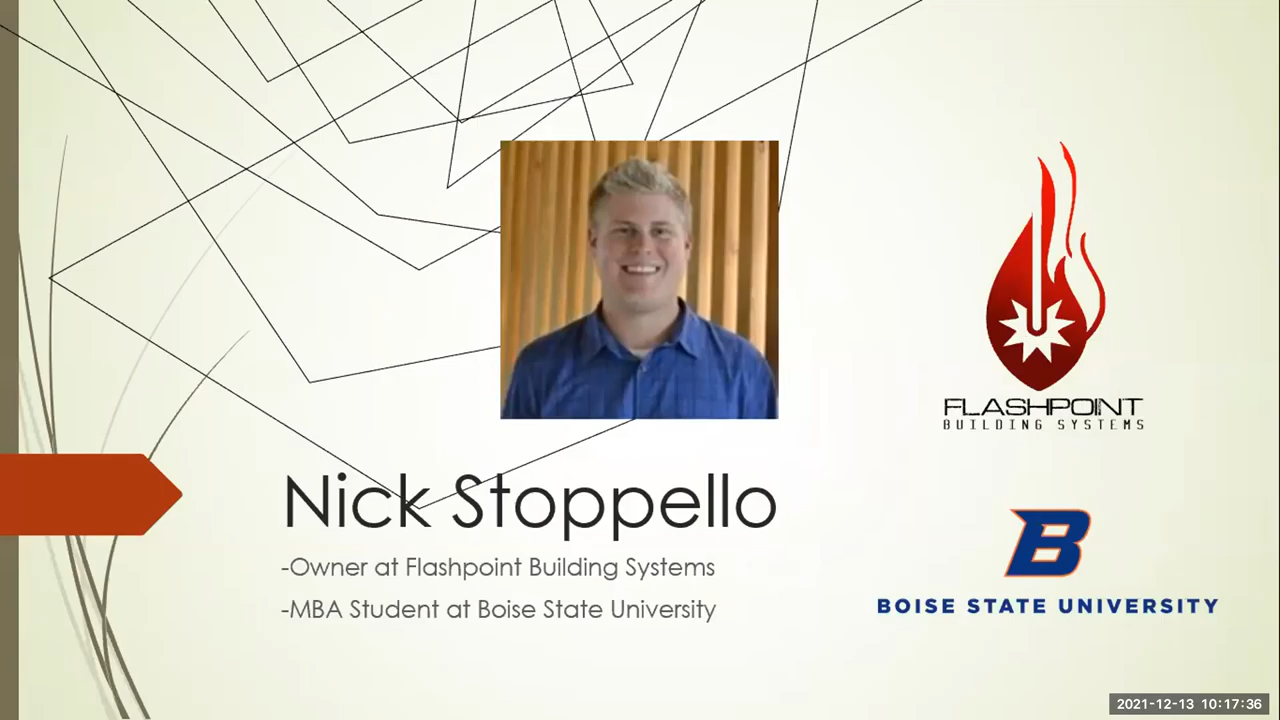 FLASHPOINT
BUILDING SYSTEMS
Nick Stoppello
-Owner at Flashpoint Building Systems
-MBA Student at Boise State University
B
BOISE STATE UNIVERSITY
2021-12-13 10:17:36